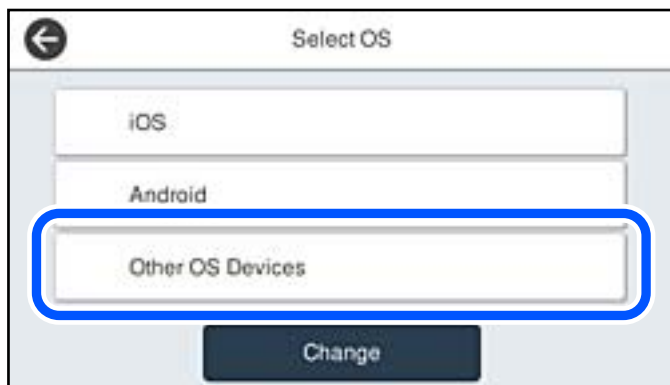 Select OS
iOS
Android
Other OS Devices
Change